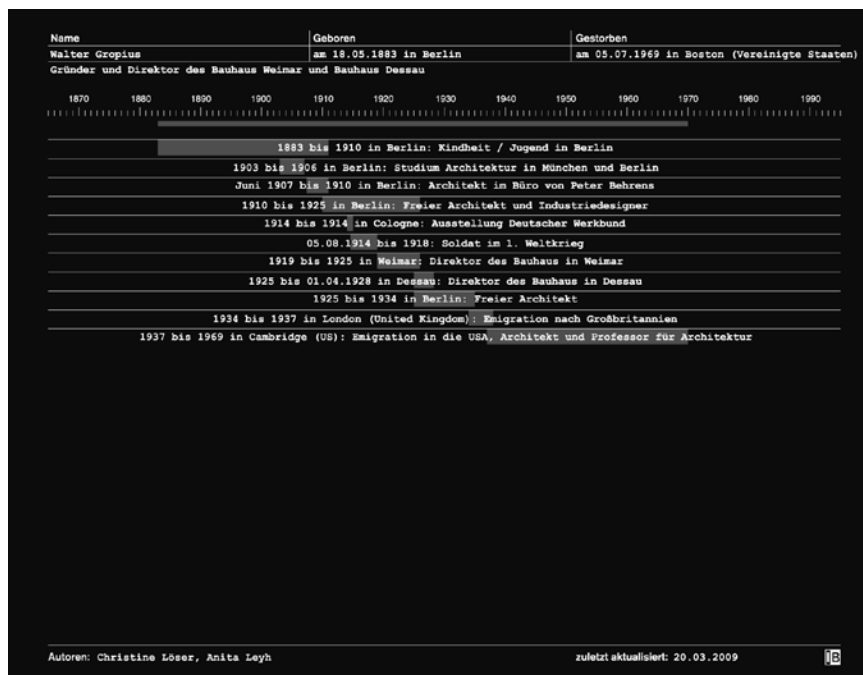 Name Geboren Gestorben
Walter Gropius am 18.05.1883 in Berlin am 05.07.1969 in Boston (Vereinigte Staaten)
Gründer und Direktor des Bauhaus Weimar und Bauhaus Dessau
1870 1880 1890 1900 1910 1920 1930 1940 1950 1960 1970 1980 1990
1883 bis 1910 in Berlin: Kindheit / Jugend in Berlin
1903 bis 1906 in Berlin: Studium Architektur in München und Berlin
Juni 1907 bis 1910 in Berlin: Architekt im Büro von Peter Behrens
1910 bis 1925 in Berlin: Freier Architekt und Industriedesigner
1914 bis 1914 in Cologne: Ausstellung Deutscher Werkbund
05.08.1914 bis 1918: Soldat im 1. Weltkrieg
1919 bis 1925 in Weimar: Direktor des Bauhaus in Weimar
1925 bis 01.04.1928 in Dessau: Direktor des Bauhaus in Dessau
1925 bis 1934 in Berlin: Freier Architekt
1934 bis 1937 in London (United Kingdom): Emigration nach Großbritannien
1937 bis 1969 in Cambridge (US): Emigration in die USA, Architekt und Professor für Architektur
Autoren: Christine Löser, Anita Leyh zuletzt aktualisiert: 20.03.2009 B